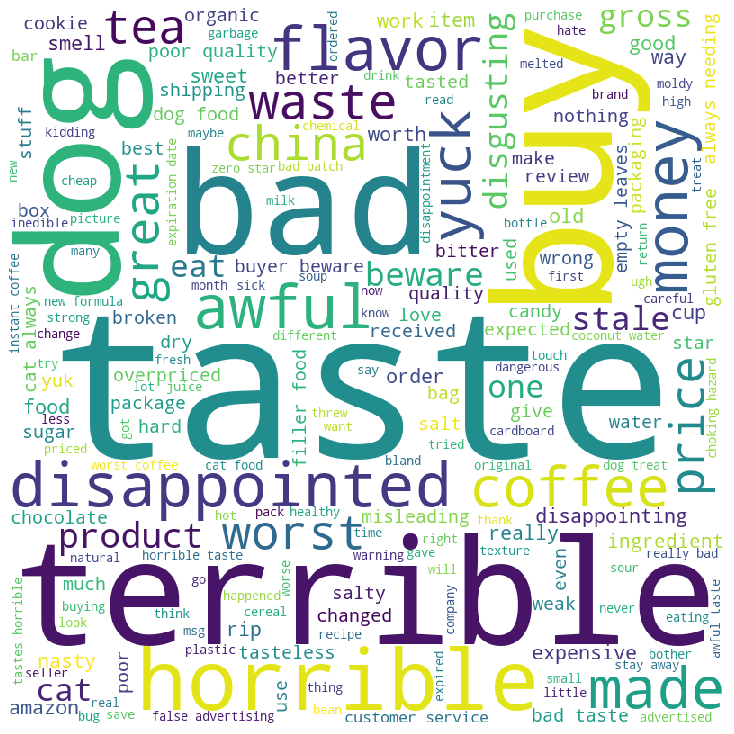 cookie
organic
tea
flavor
purchase
hate
gross
garbage
work
item
ordered
smell
poor quality
good
bar
better
melted
moldy
way
sweet
drink
tasted
high
shipping
waste
stuff
dog
buy
read
disgusting
brand
dog food
nothing
kidding
maybe
chemical
china
worth
yuck
packaging
always needing
best
make
treat
new
great
expiration date
zero star
bad batch
review
empty leaves
money
cheap
bad
milk
disappointment
bottle
old
return
gluten free
box
inedible
picture
bitter
used
wrong
first
many
eat
buyer beware
soup
beware
ugh
instant coffee
month sick
now
quality
candy
careful
new formula
awful
love
stale
cup
strong
broken
know
received
expected
coconut water
change
cat always
different
taste
star
dry
fresh
say
touch
dangerous
try
overpriced
order
one
price
choking hazard
yuk
lot juice
filler food
food
package
got
threw
bag
give
less
want
salt
water
sugar
hard
tried
cardboard
priced
bland
worst coffee
cat food
original
dog treat
disappointed
coffee
pack
healthy
thank
chocolate
hot
misleading
disappointing
product
worst
time
right
really
ingredient
natural
horrible taste
warning
gave
texture
even
really bad
tastes horrible
terrible
sour
much
go
worse
will
happened
salty
weak
never
buying
think
cereal
changed
company
eating
awful taste
look
msg
rip
recipe
nasty
poor
plastic
tasteless
expensive
bother
seller
horrible
stay away
made
cat
use
thing
expired
small
real
little
amazon
bug
save
false advertising
bean
customer service
bad taste
advertised